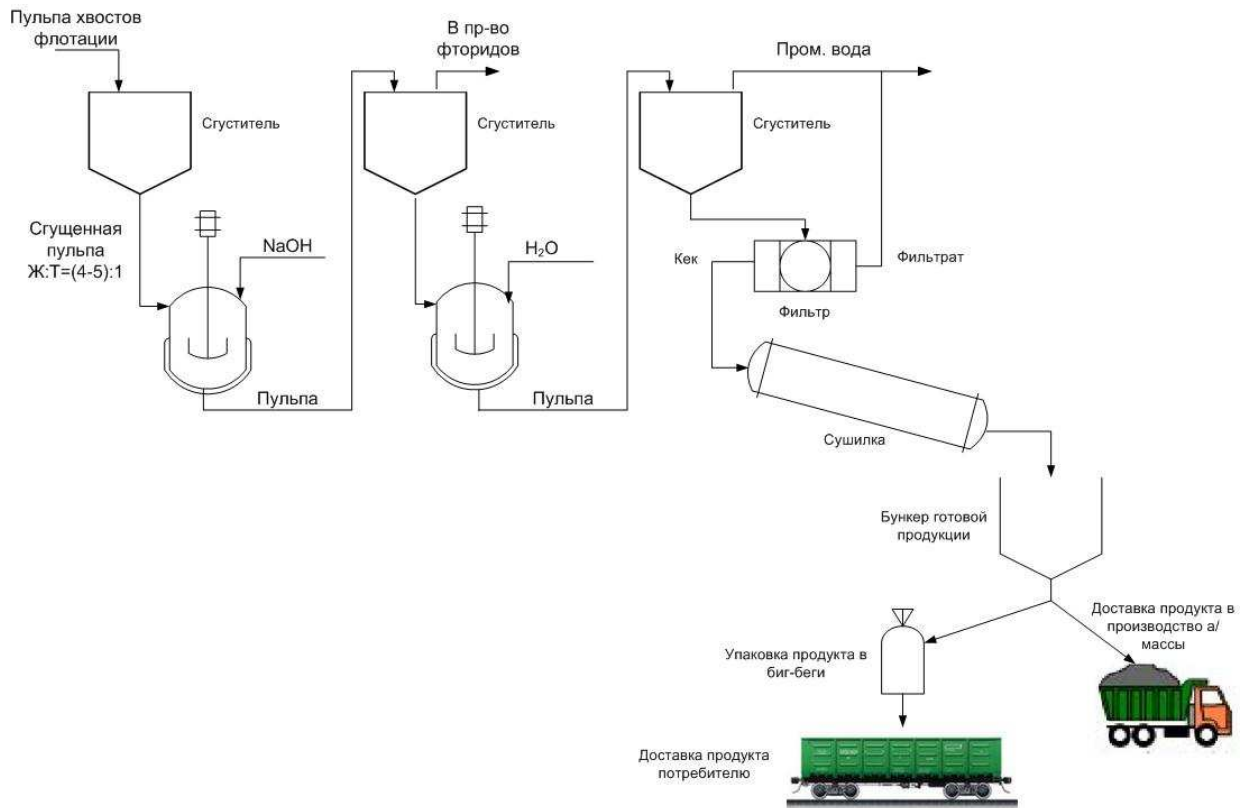 Пульпа хвостов
флотации
В пр-во
фторидов
Пром. вода
Сгуститель
Сгуститель
Сгуститель
Сгущенная
пульпа
Ж:Т=(4-5):1
NaOH
H₂O
Кек
Фильтрат
Фильтр
Пульпа
Пульпа
Сушилка
Бункер готовой
продукции
Доставка продукта в
производство а/
массы
Упаковка продукта в
биг-беги
Доставка продукта
потребителю